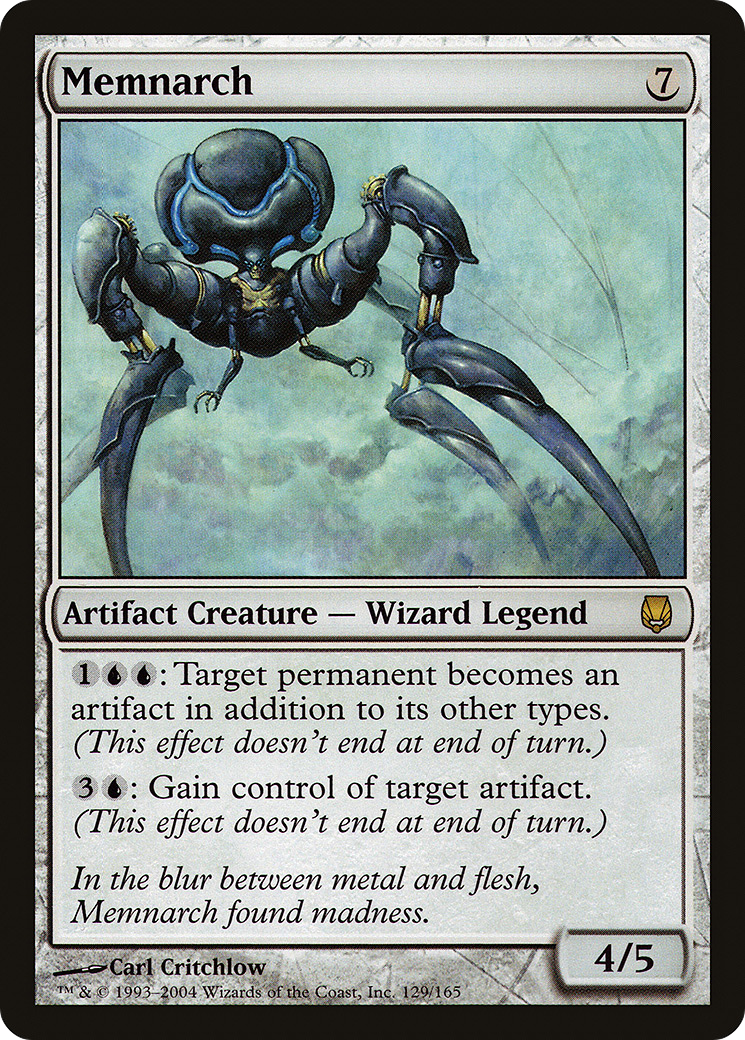 Memnarch 7
Artifact Creature — Wizard Legend
1: Target permanent becomes an
artifact in addition to its other types.
(This effect doesn't end at end of turn.)
3: Gain control of target artifact.
(This effect doesn't end at end of turn.)
In the blur between metal and flesh,
Memnarch found madness.
4/5
Carl Critchlow
™ & © 1993–2004 Wizards of the Coast, Inc. 129/165